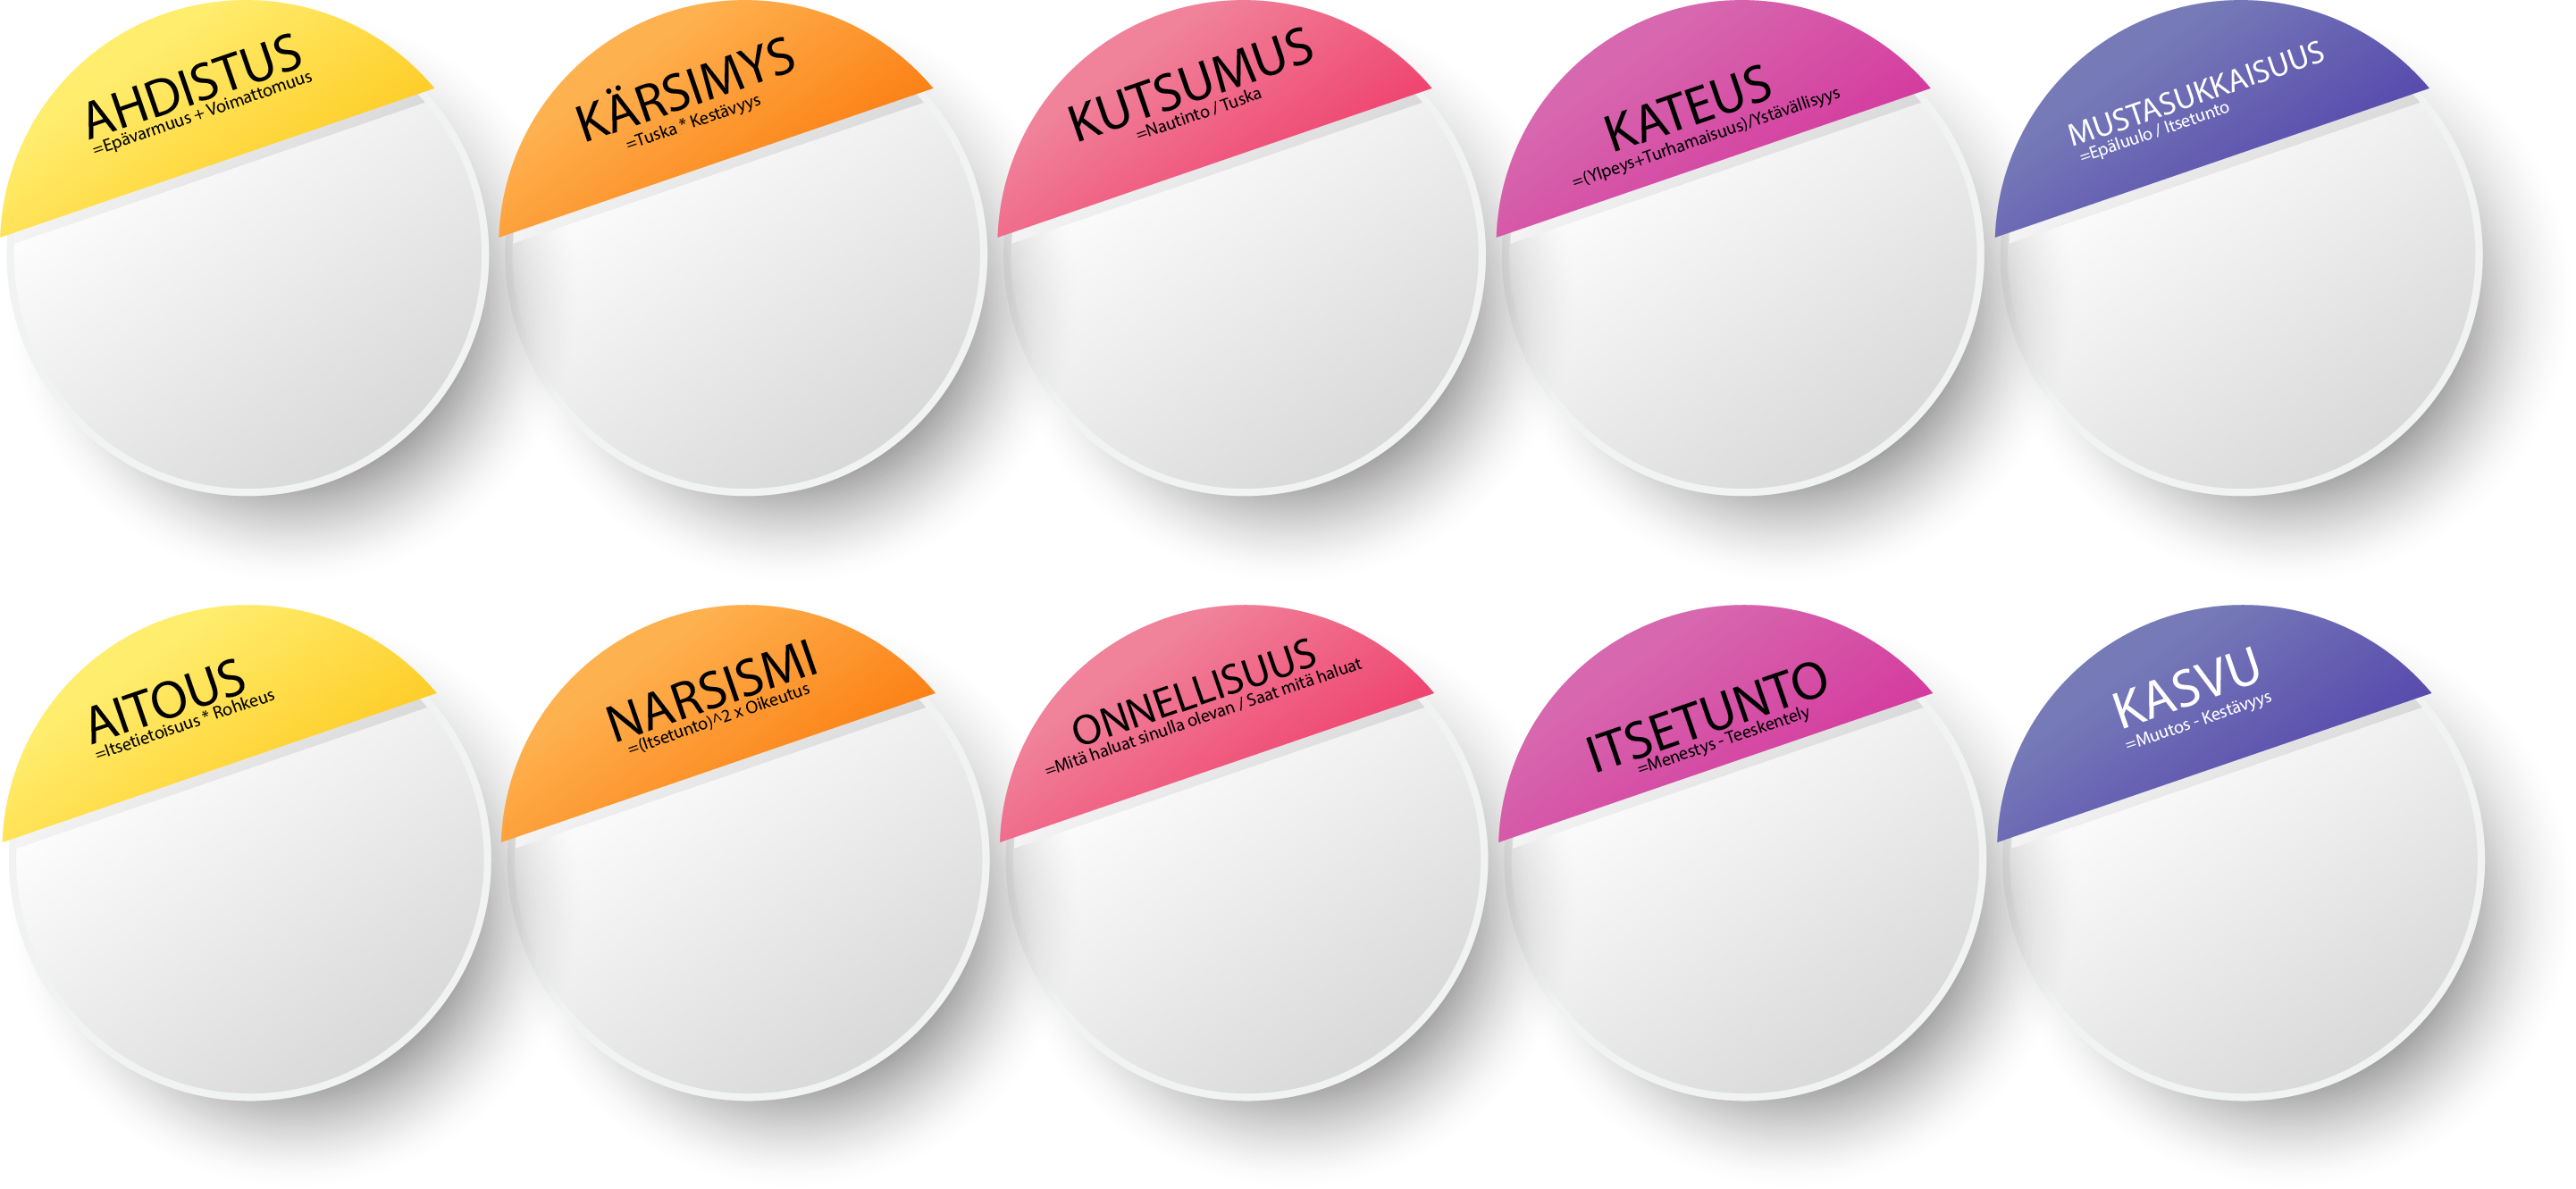 AHDISTUS
=Epävarmuus + Voimattomuus
KÄRSIMYS
=Tuska * Kestävyys
KUTSUMUS
=Nautinto / Tuska
KATEUS
=(Ylpeys+Turhamaisuus)/Ystävällisyys
MUSTASUKKAISUUS
=Epäluulo / Itsetunto
AITOUS
=Itsetietoisuus * Rohkeus
NARSISMI
=(Itsetunto)^2 x Oikeutus
ONNELLISUUS
=Mitä haluat sinulla olevan / Saat mitä haluat
ITSETUNTO
=Menestys - Teeskentely
KASVU
=Muutos - Kestävyys